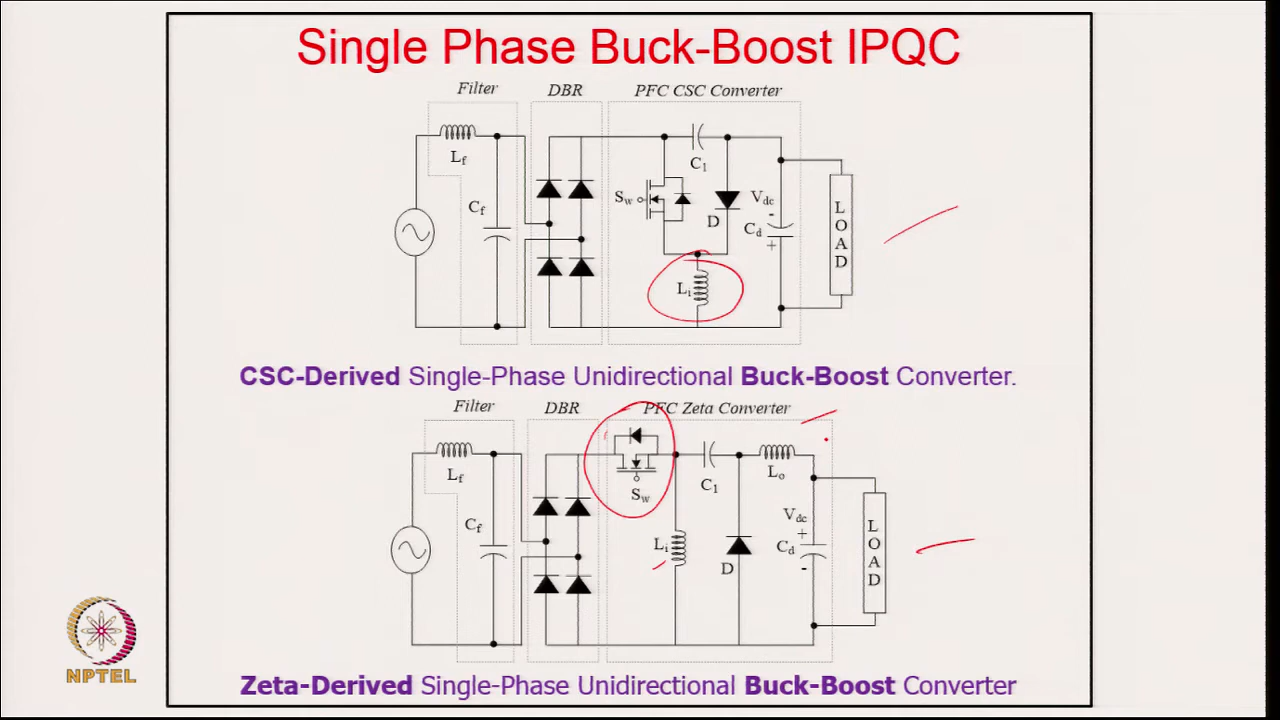 Single Phase Buck-Boost IPQC
Filter DBR PFC CSC Converter
Lf
C1
Cf
Sw
D
Vdc
-
Cd
+
LOAD
Li
CSC-Derived Single-Phase Unidirectional Buck-Boost Converter.
Filter DBR PFC Zeta Converter
Lf
Sw
C1
Lo
Cf
Li
D
Vdc
+
Cd
-
LOAD
NPTEL
Zeta-Derived Single-Phase Unidirectional Buck-Boost Converter